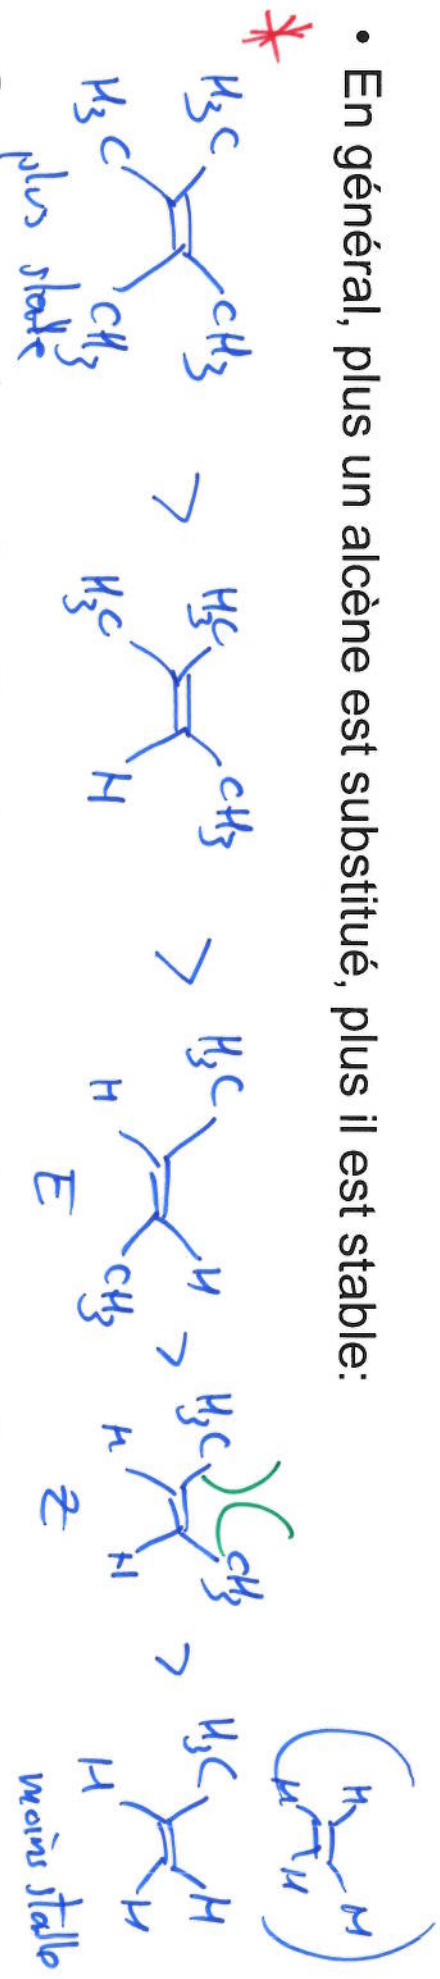 • En général, plus un alcène est substitué, plus il est stable:
H₃C CH₃ > H₃C CH₃ > H₃C H > H₃C CH₃ > H₃C H
H₃C CH₃ H₃C H H CH₃ H H H H
( H H H H )
plus stable E Z moins stable